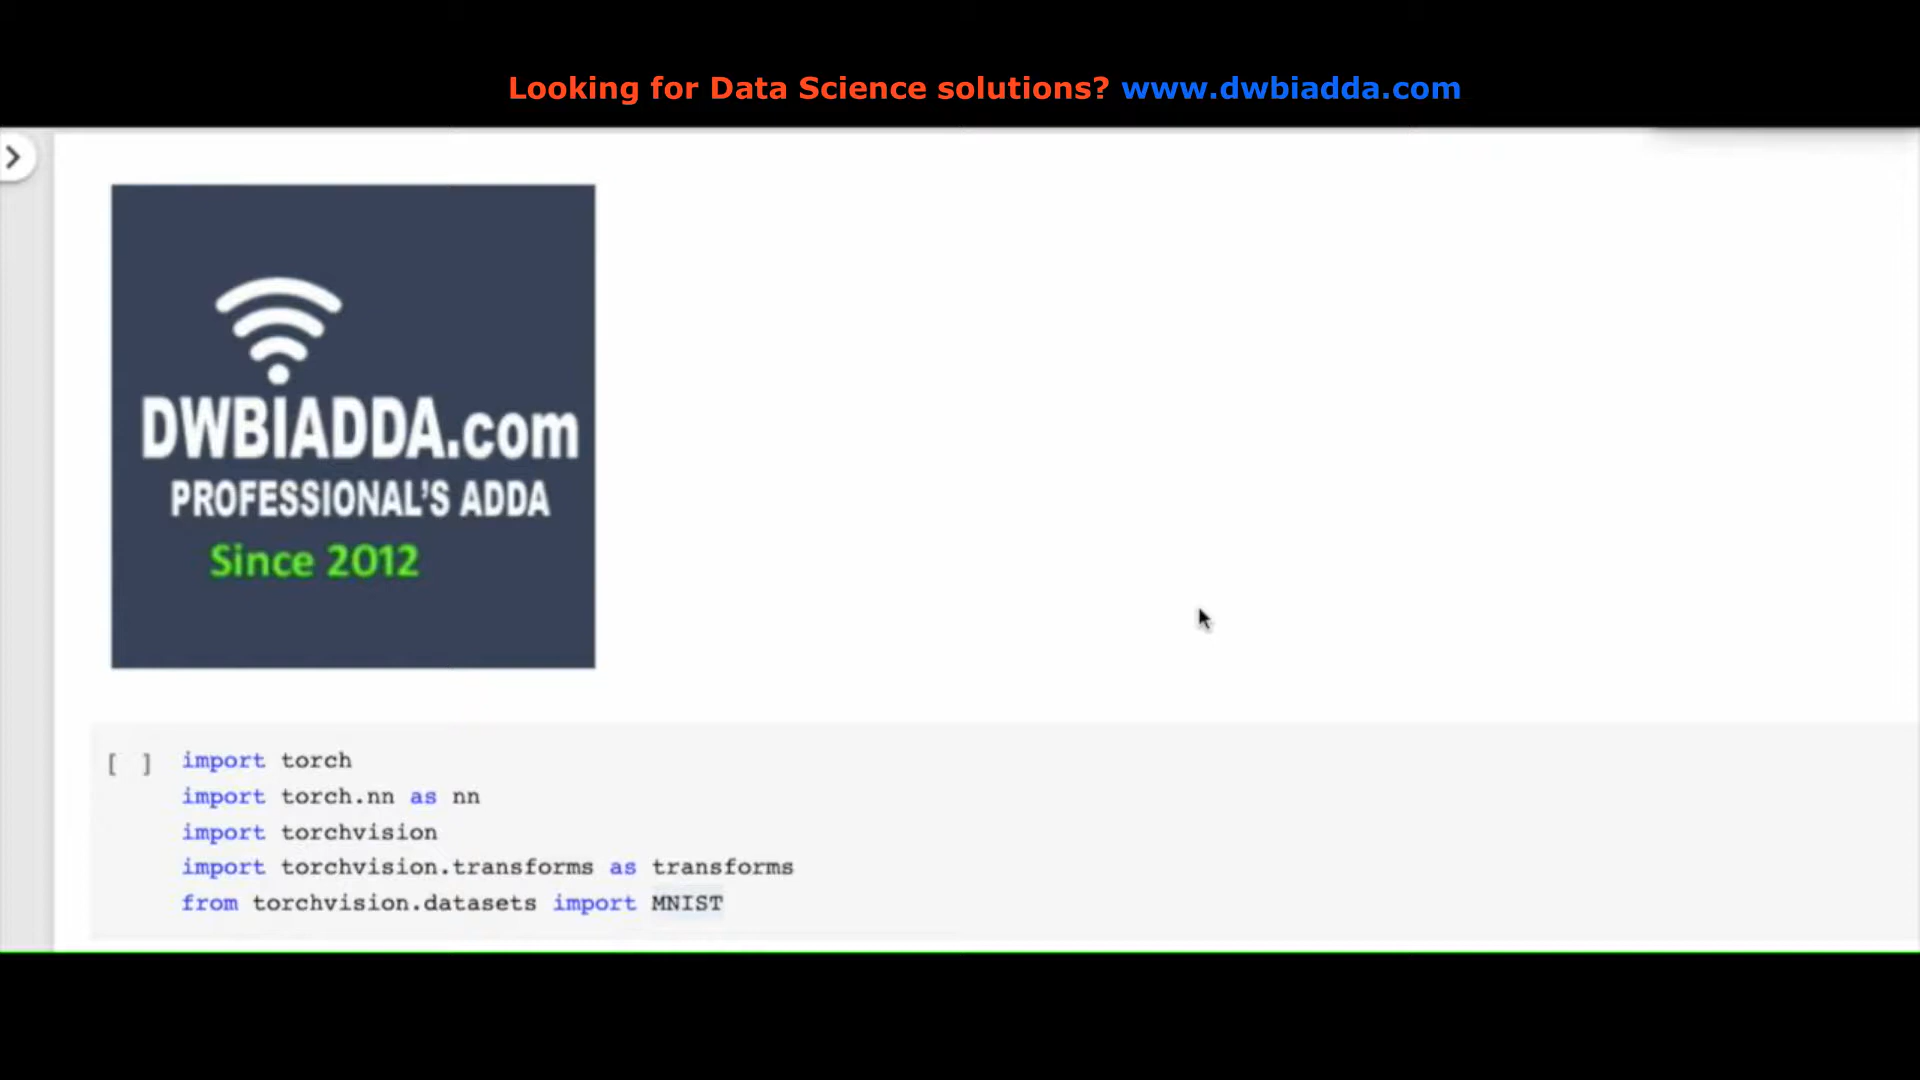 Looking for Data Science solutions? www.dwbiadda.com
DWBIADDA.com
PROFESSIONAL'S ADDA
Since 2012
[ ] import torch
import torch.nn as nn
import torchvision
import torchvision.transforms as transforms
from torchvision.datasets import MNIST